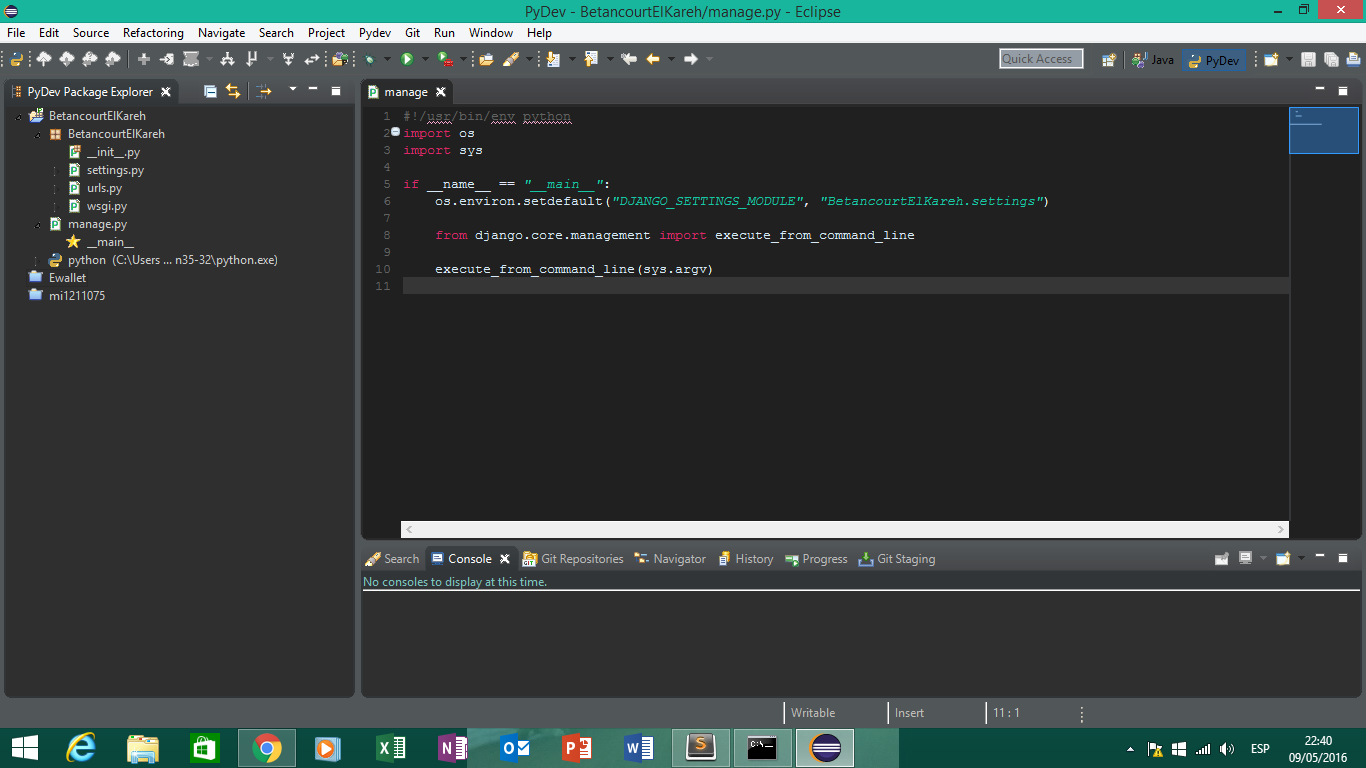 PyDev - BetancourtElKareh/manage.py - Eclipse
File Edit Source Refactoring Navigate Search Project Pydev Git Run Window Help
Quick Access Java PyDev
PyDev Package Explorer
BetancourtElKareh
BetancourtElKareh
__init__.py
settings.py
urls.py
wsgi.py
manage.py
__main__
python (C:\Users ... n35-32\python.exe)
Ewallet
mi1211075
manage
1 #!/usr/bin/env python
2 import os
3 import sys
4
5 if __name__ == "__main__":
6 os.environ.setdefault("DJANGO_SETTINGS_MODULE", "BetancourtElKareh.settings")
7
8 from django.core.management import execute_from_command_line
9
10 execute_from_command_line(sys.argv)
11
Search Console Git Repositories Navigator History Progress Git Staging
No consoles to display at this time.
Writable Insert 11 : 1
ESP 22:40
09/05/2016